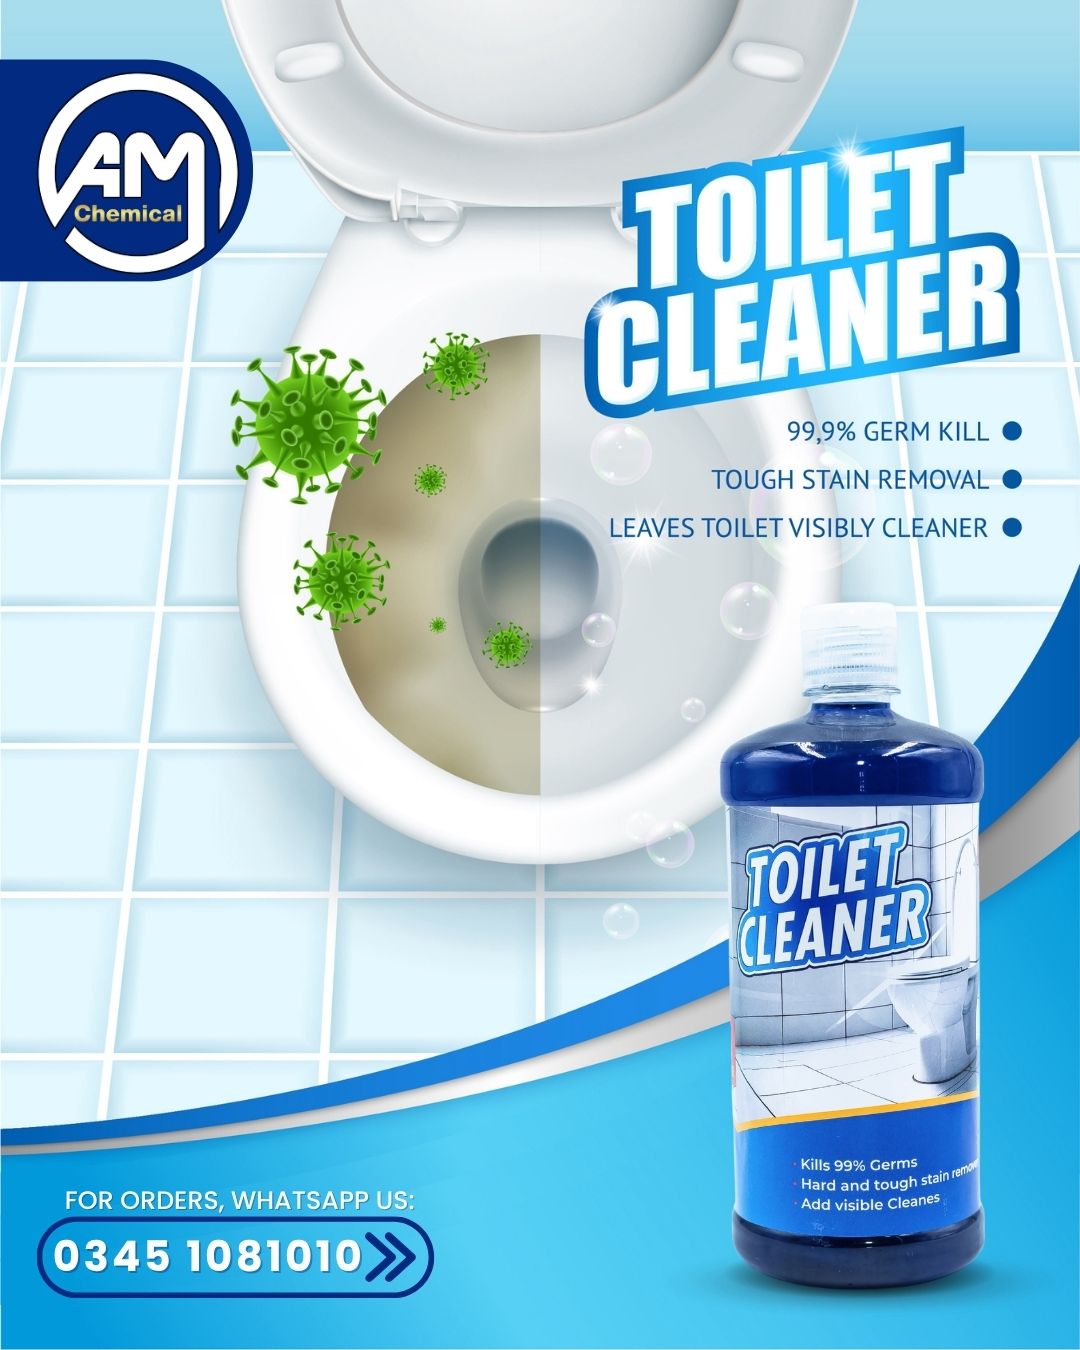 AM
Chemical
TOILET
CLEANER
99,9% GERM KILL
TOUGH STAIN REMOVAL
LEAVES TOILET VISIBLY CLEANER
TOILET
CLEANER
Kills 99% Germs
Hard and tough stain remove
Add visible Cleanes
FOR ORDERS, WHATSAPP US:
0345 1081010